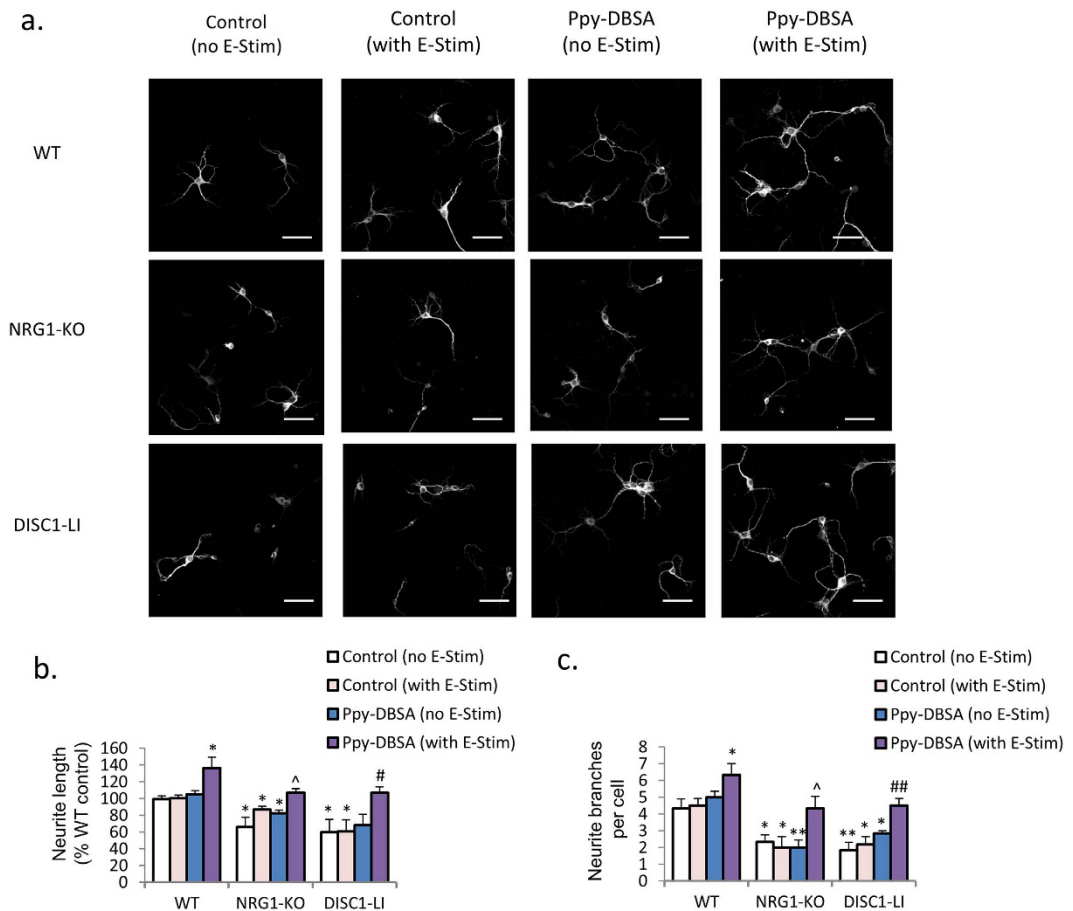 a.
Control
(no E-Stim)
Control
(with E-Stim)
Ppy-DBSA
(no E-Stim)
Ppy-DBSA
(with E-Stim)
WT
NRG1-KO
DISC1-LI
b.
Control (no E-Stim)
Control (with E-Stim)
Ppy-DBSA (no E-Stim)
Ppy-DBSA (with E-Stim)
Neurite length
(% WT control)
160
140
120
100
80
60
40
20
0
*
* * * ^
* * #
WT NRG1-KO DISC1-LI
c.
Control (no E-Stim)
Control (with E-Stim)
Ppy-DBSA (no E-Stim)
Ppy-DBSA (with E-Stim)
Neurite branches
per cell
8
7
6
5
4
3
2
1
0
*
* * ** ^
** * * ##
WT NRG1-KO DISC1-LI